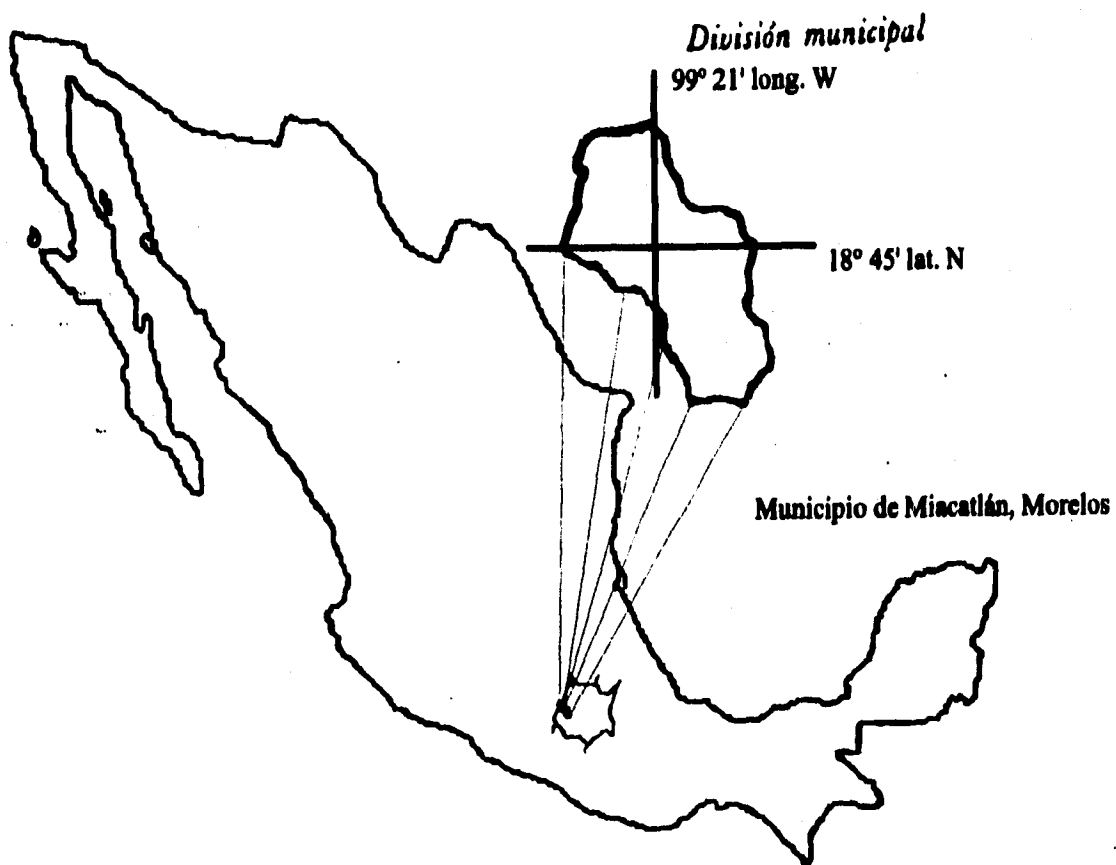 División municipal
99° 21' long. W
18° 45' lat. N
Municipio de Miacatlán, Morelos